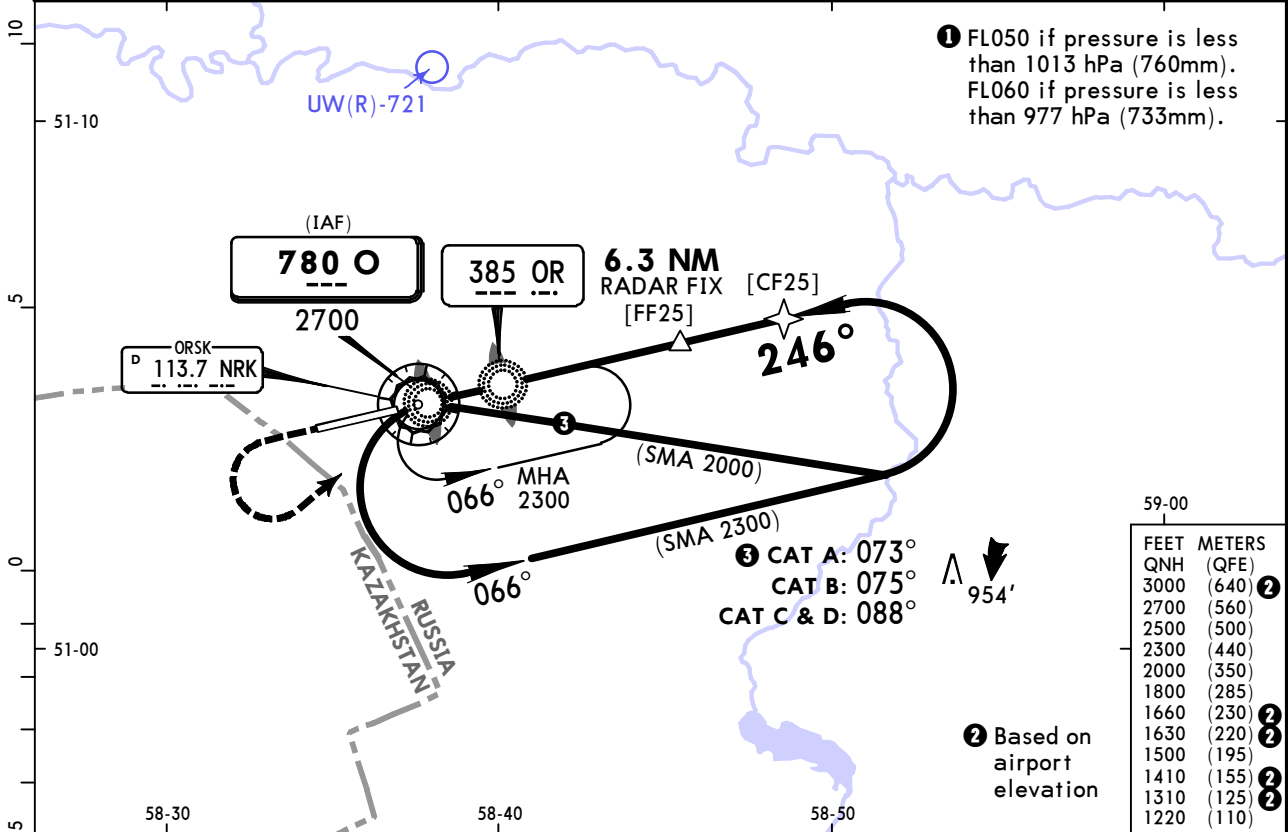 10
❶ FL050 if pressure is less
than 1013 hPa (760mm).
FL060 if pressure is less
than 977 hPa (733mm).
UW(R)-721
51-10
(IAF)
780 O
2700
385 OR
6.3 NM
RADAR FIX
[FF25]
[CF25]
246°
5
ORSK
D 113.7 NRK
❸
(SMA 2000)
066° MHA
2300
(SMA 2300)
066°
❸ CAT A: 073°
CAT B: 075°
CAT C & D: 088°
954'
0
KAZAKHSTAN
RUSSIA
51-00
59-00
FEET METERS
QNH (QFE)
3000 (640) ❷
2700 (560)
2500 (500)
2300 (440)
2000 (350)
1800 (285)
1660 (230) ❷
1630 (220) ❷
1500 (195)
1410 (155) ❷
1310 (125) ❷
1220 (110)
❷ Based on
airport
elevation
5
58-30
58-40
58-50